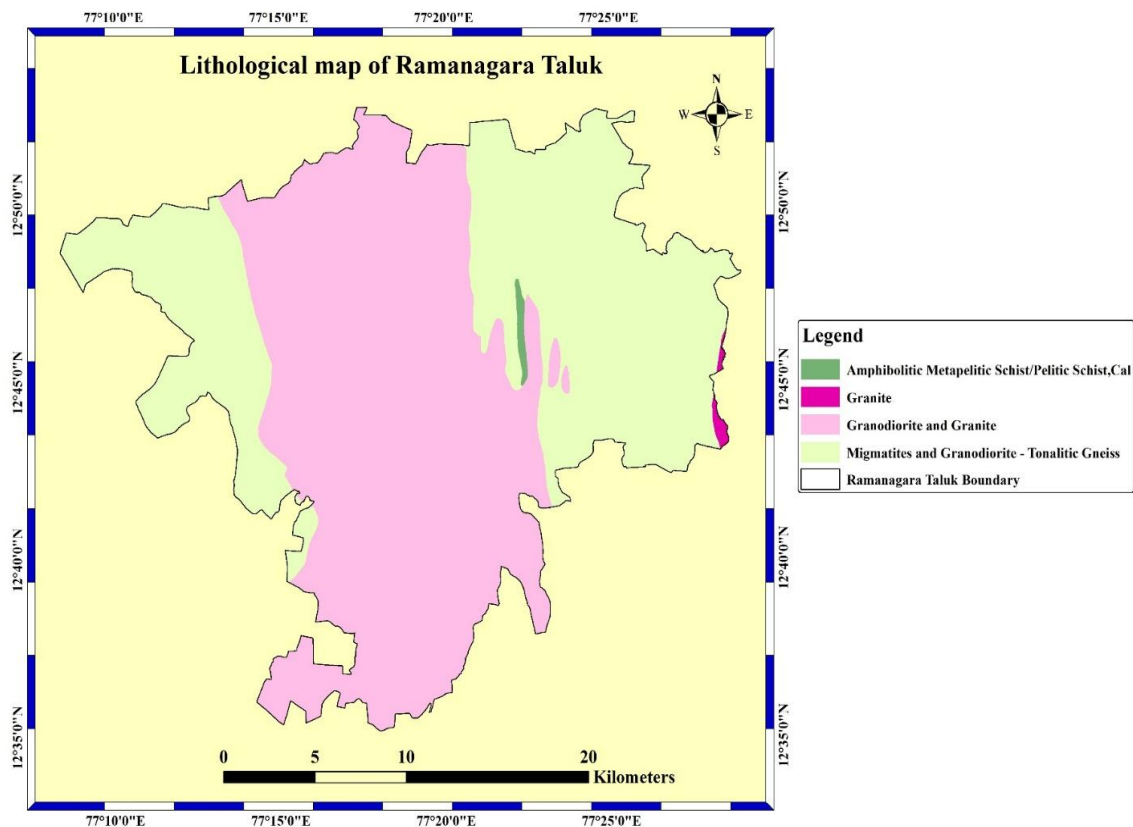 77°10'0"E 77°15'0"E 77°20'0"E 77°25'0"E
Lithological map of Ramanagara Taluk
N
W E
S
12°50'0"N 12°50'0"N
12°45'0"N 12°45'0"N
12°40'0"N 12°40'0"N
12°35'0"N 12°35'0"N
Legend
Amphibolitic Metapelitic Schist/Pelitic Schist,Cal
Granite
Granodiorite and Granite
Migmatites and Granodiorite - Tonalitic Gneiss
Ramanagara Taluk Boundary
0 5 10 20
Kilometers
77°10'0"E 77°15'0"E 77°20'0"E 77°25'0"E